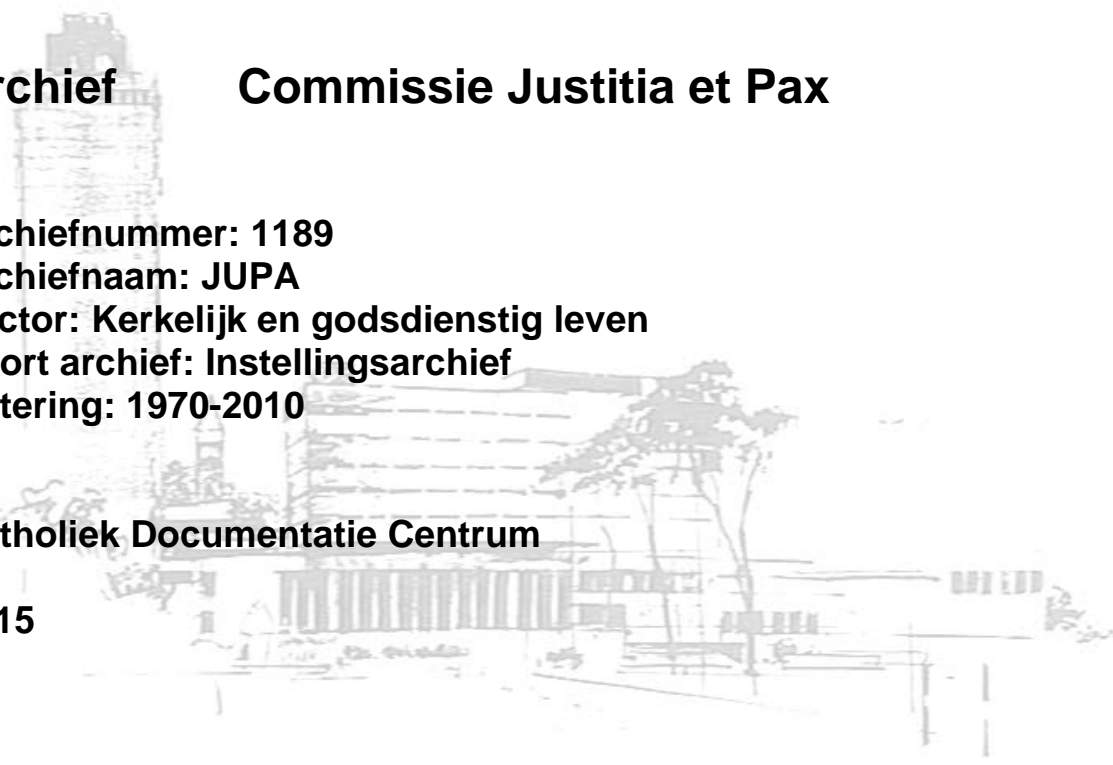 rchief Commissie Justitia et Pax
chiefnummer: 1189
chiefnaam: JUPA
ctor: Kerkelijk en godsdienstig leven
ort archief: Instellingsarchief
tering: 1970-2010
tholiek Documentatie Centrum
15